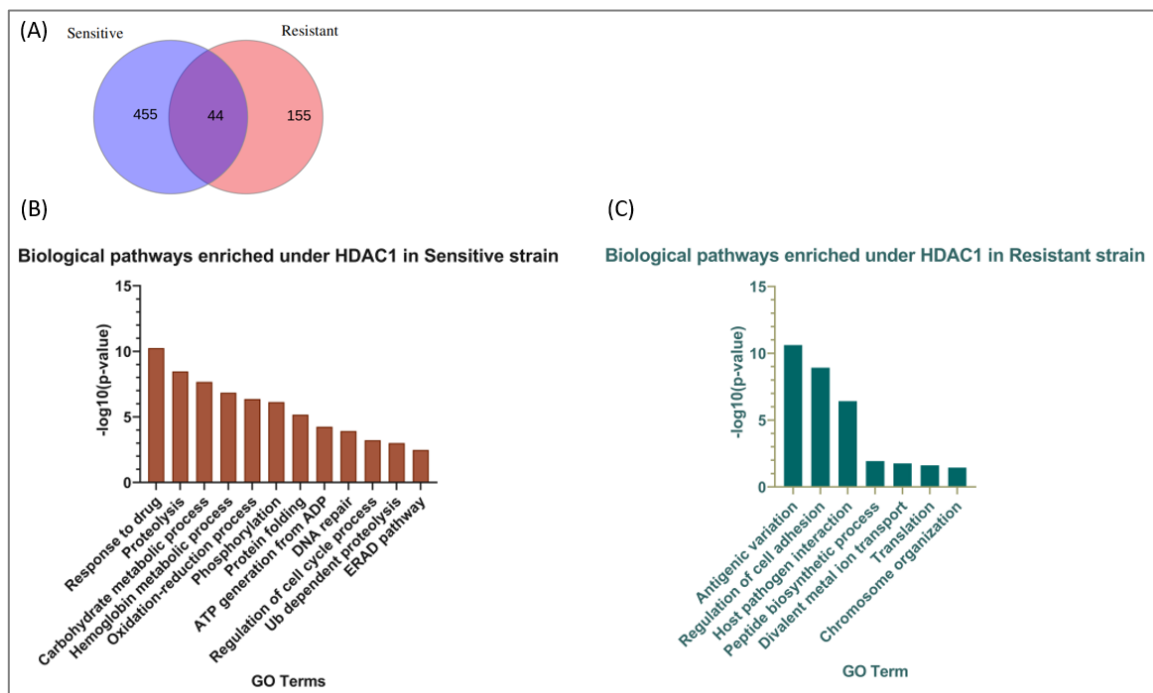 (A)
Sensitive
Resistant
455
44
155
(B)
Biological pathways enriched under HDAC1 in Sensitive strain
15
10
5
0
-log10(p-value)
Response to drug
Proteolysis
Carbohydrate metabolic process
Hemoglobin metabolic process
Oxidation-reduction process
Phosphorylation
Protein folding
ATP generation from ADP
DNA repair
Regulation of cell cycle process
Ub dependent proteolysis
ERAD pathway
GO Terms
(C)
Biological pathways enriched under HDAC1 in Resistant strain
15
10
5
0
-log10(p-value)
Antigenic variation
Regulation of cell adhesion
Host pathogen interaction
Peptide biosynthetic process
Divalent metal ion transport
Translation
Chromosome organization
GO Term